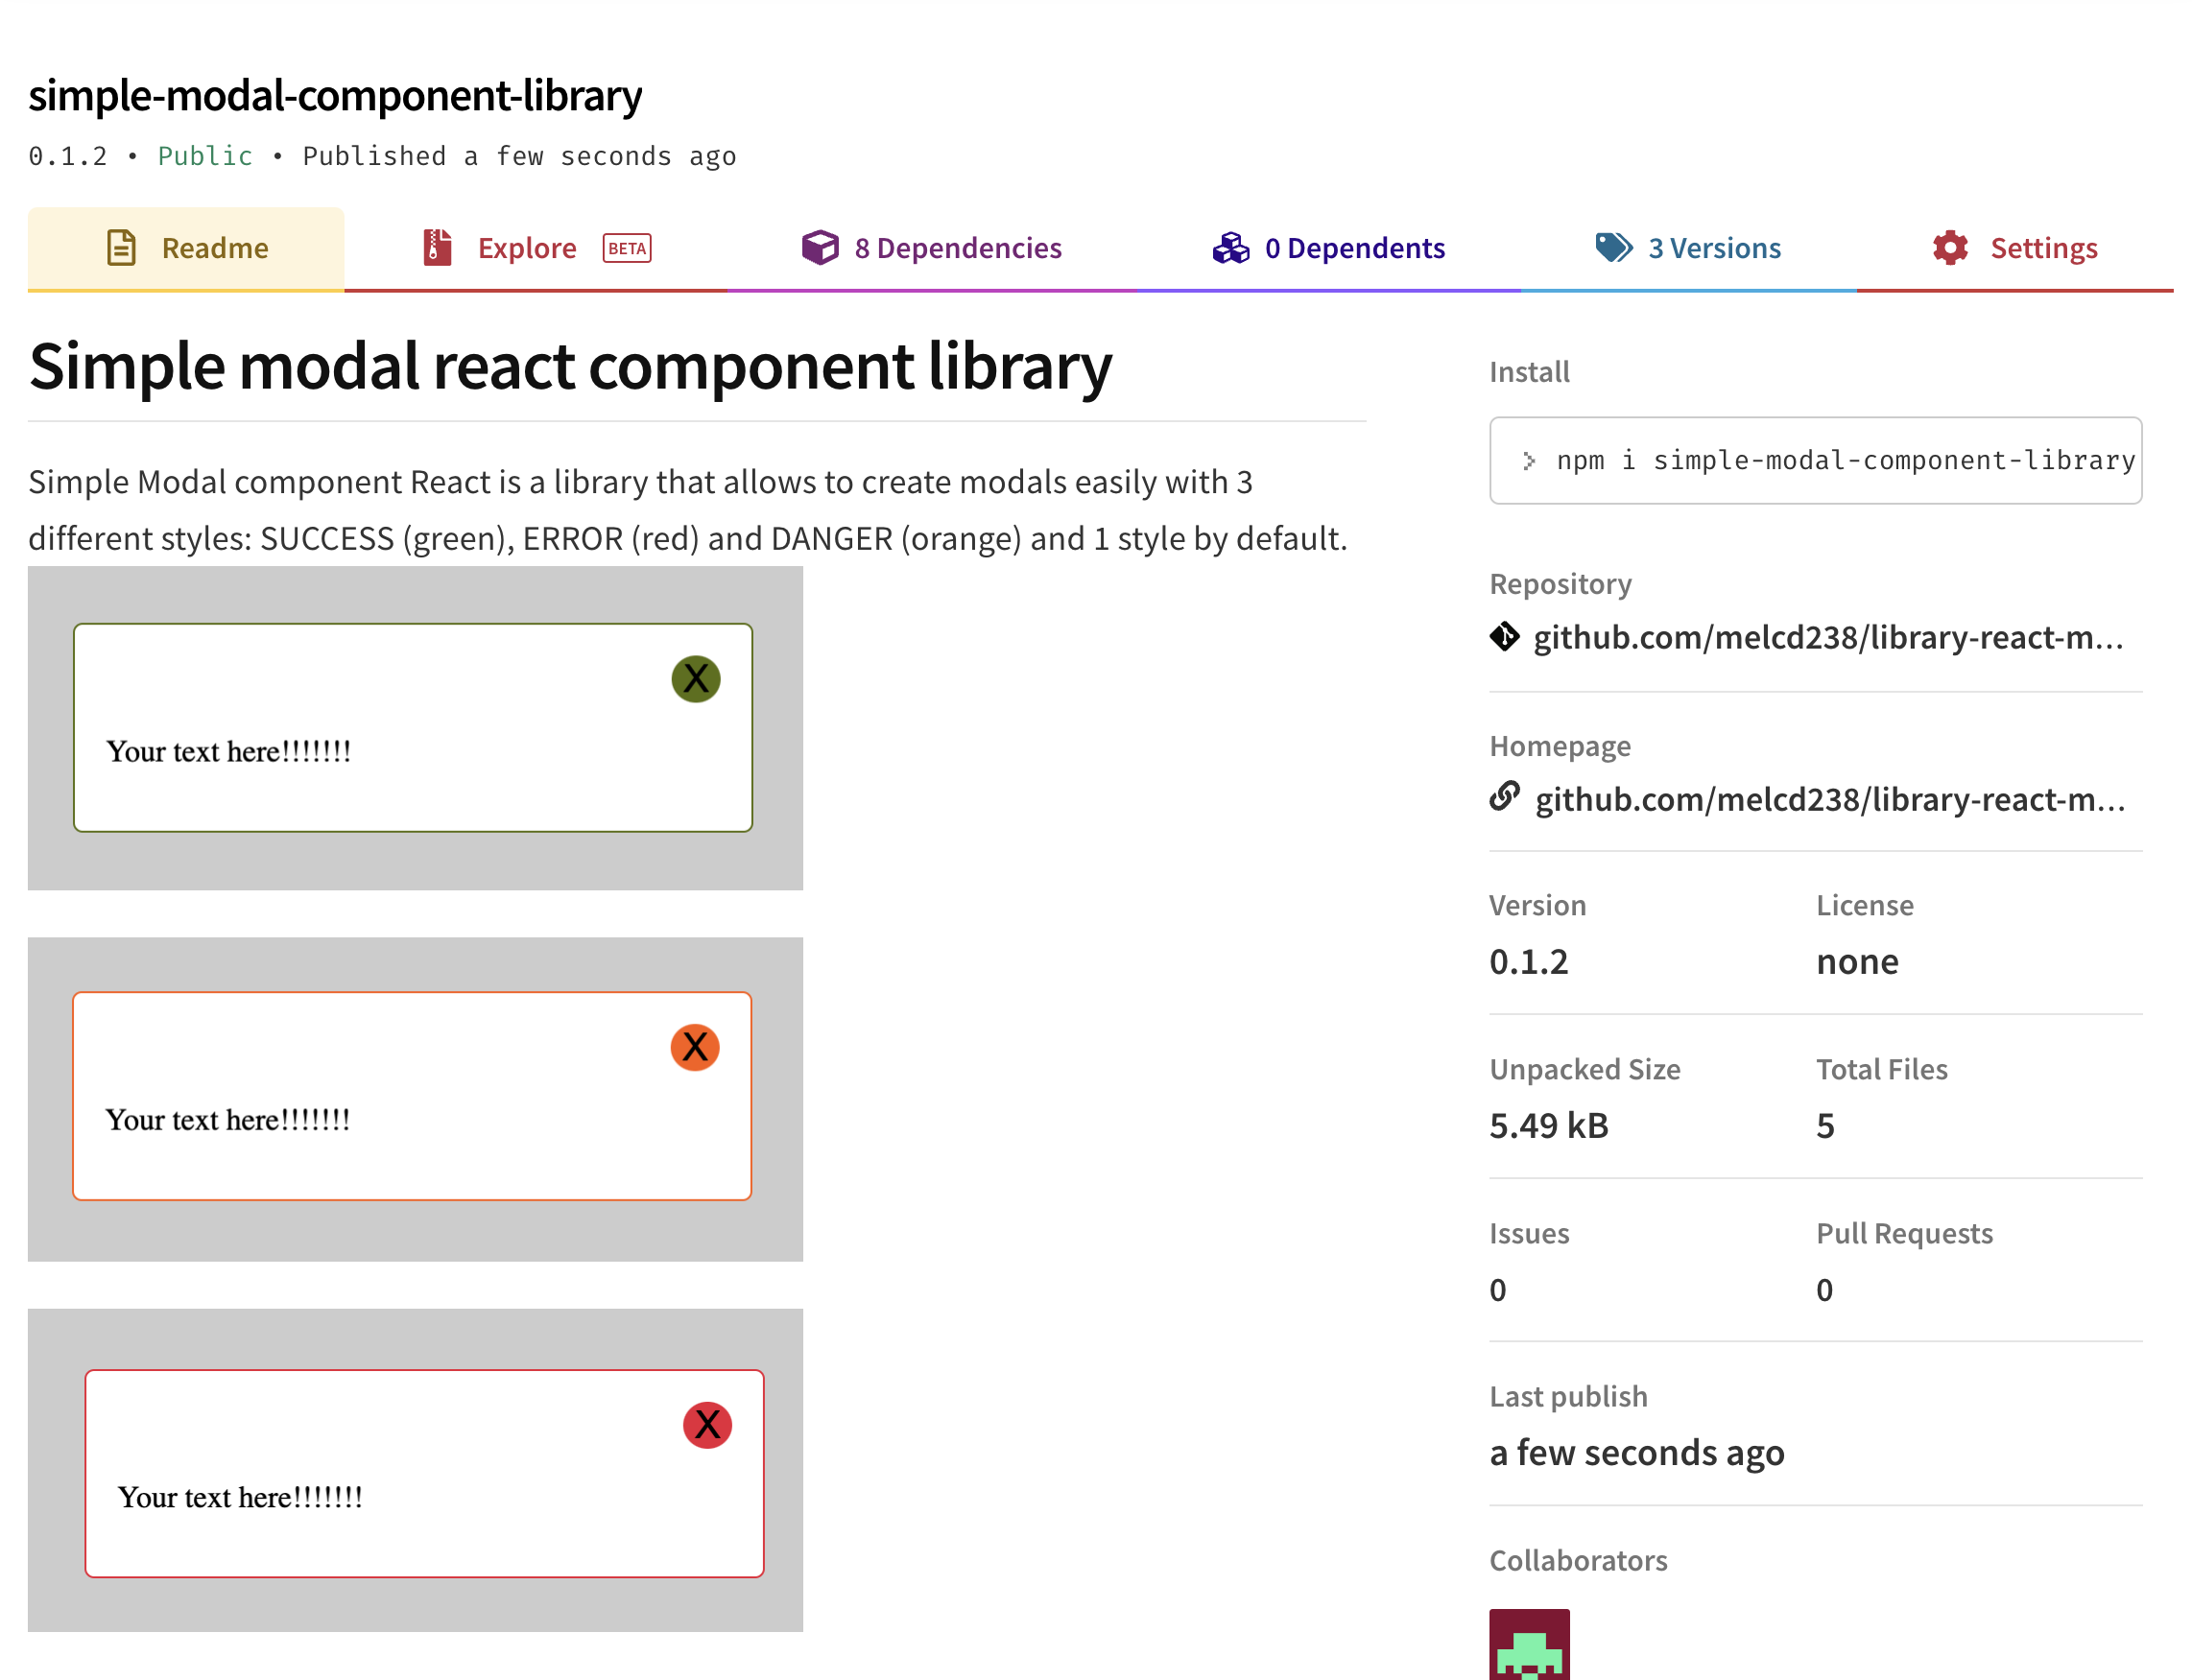 simple-modal-component-library
0.1.2 • Public • Published a few seconds ago
Readme
Explore BETA
8 Dependencies
0 Dependents
3 Versions
Settings
Simple modal react component library
Simple Modal component React is a library that allows to create modals easily with 3
different styles: SUCCESS (green), ERROR (red) and DANGER (orange) and 1 style by default.
X
Your text here!!!!!!!
X
Your text here!!!!!!!
X
Your text here!!!!!!!
Install
> npm i simple-modal-component-library
Repository
github.com/melcd238/library-react-m...
Homepage
github.com/melcd238/library-react-m...
Version License
0.1.2 none
Unpacked Size Total Files
5.49 kB 5
Issues Pull Requests
0 0
Last publish
a few seconds ago
Collaborators